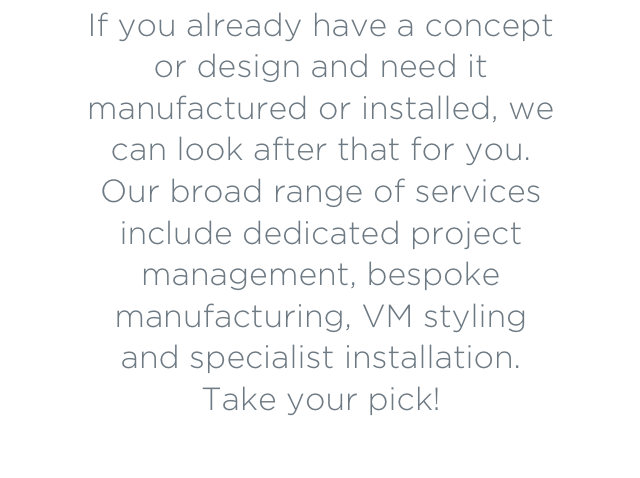 If you already have a concept
or design and need it
manufactured or installed, we
can look after that for you.
Our broad range of services
include dedicated project
management, bespoke
manufacturing, VM styling
and specialist installation.
Take your pick!